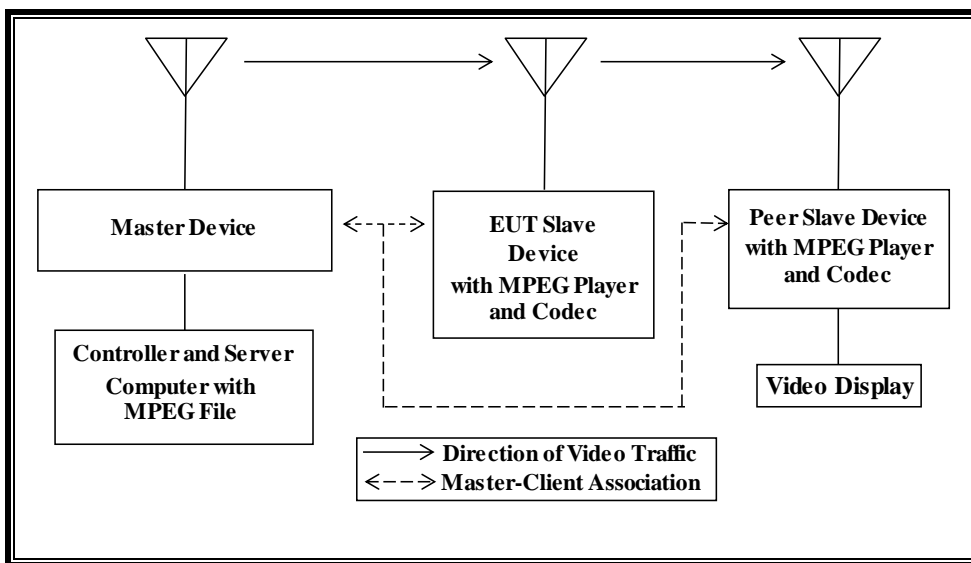 Master Device
EUT Slave
Device
with MPEG Player
and Codec
Peer Slave Device
with MPEG Player
and Codec
Controller and Server
Computer with
MPEG File
Video Display
Direction of Video Traffic
Master-Client Association